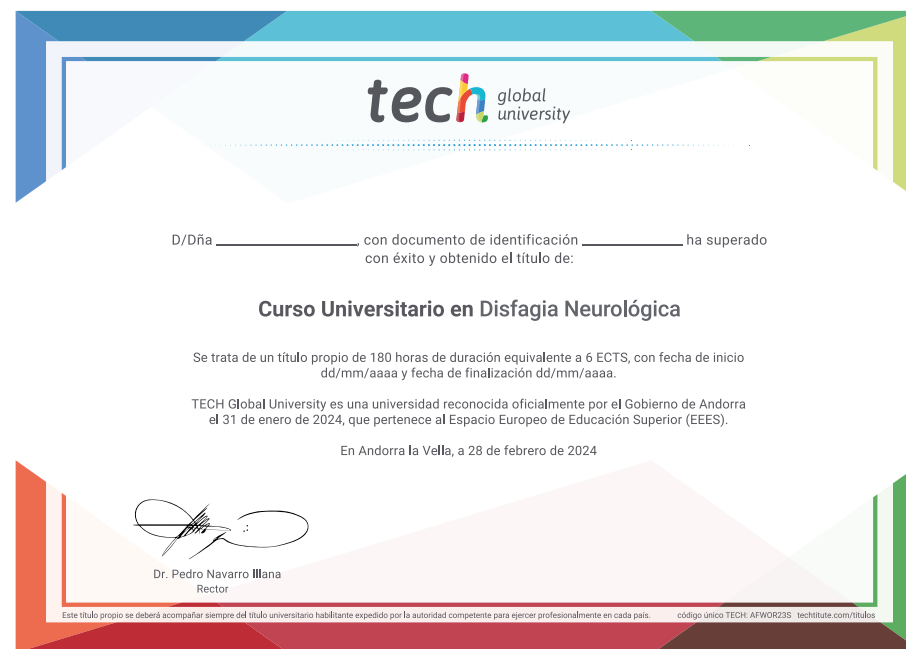 tech global university
D/Dña ____________________, con documento de identificación ______________ ha superado
con éxito y obtenido el título de:
Curso Universitario en Disfagia Neurológica
Se trata de un título propio de 180 horas de duración equivalente a 6 ECTS, con fecha de inicio
dd/mm/aaaa y fecha de finalización dd/mm/aaaa.
TECH Global University es una universidad reconocida oficialmente por el Gobierno de Andorra
el 31 de enero de 2024, que pertenece al Espacio Europeo de Educación Superior (EEES).
En Andorra la Vella, a 28 de febrero de 2024
Dr. Pedro Navarro Illana
Rector
Este título propio se deberá acompañar siempre del título universitario habilitante expedido por la autoridad competente para ejercer profesionalmente en cada país. código único TECH: AFWOR23S techtitute.com/títulos